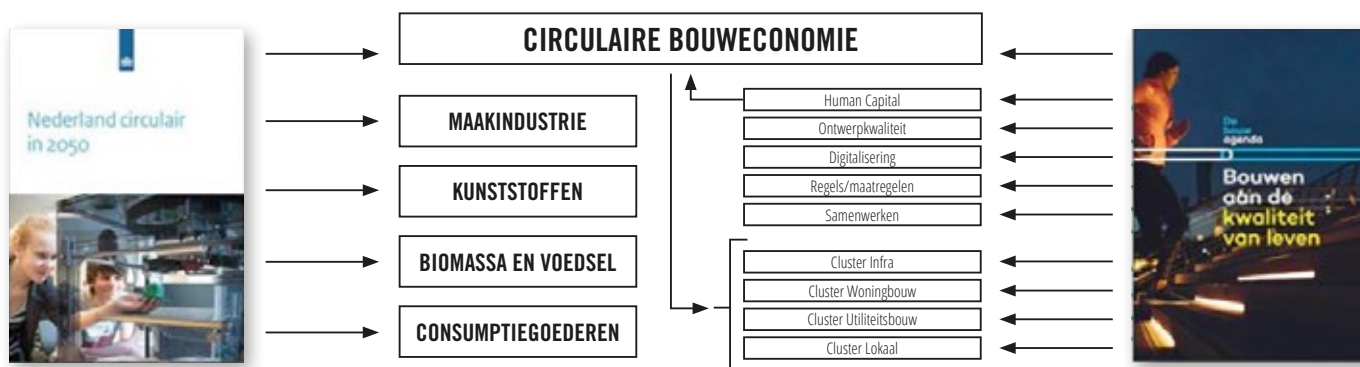 CIRCULAIRE BOUWECONOMIE
Nederland circulair
in 2050
MAAKINDUSTRIE
KUNSTSTOFFEN
BIOMASSA EN VOEDSEL
CONSUMPTIEGOEDEREN
Human Capital
Ontwerpkwaliteit
Digitalisering
Regels/maatregelen
Samenwerken
Cluster Infra
Cluster Woningbouw
Cluster Utiliteitsbouw
Cluster Lokaal
De
bouw
agenda
Bouwen
aan de
kwaliteit
van leven